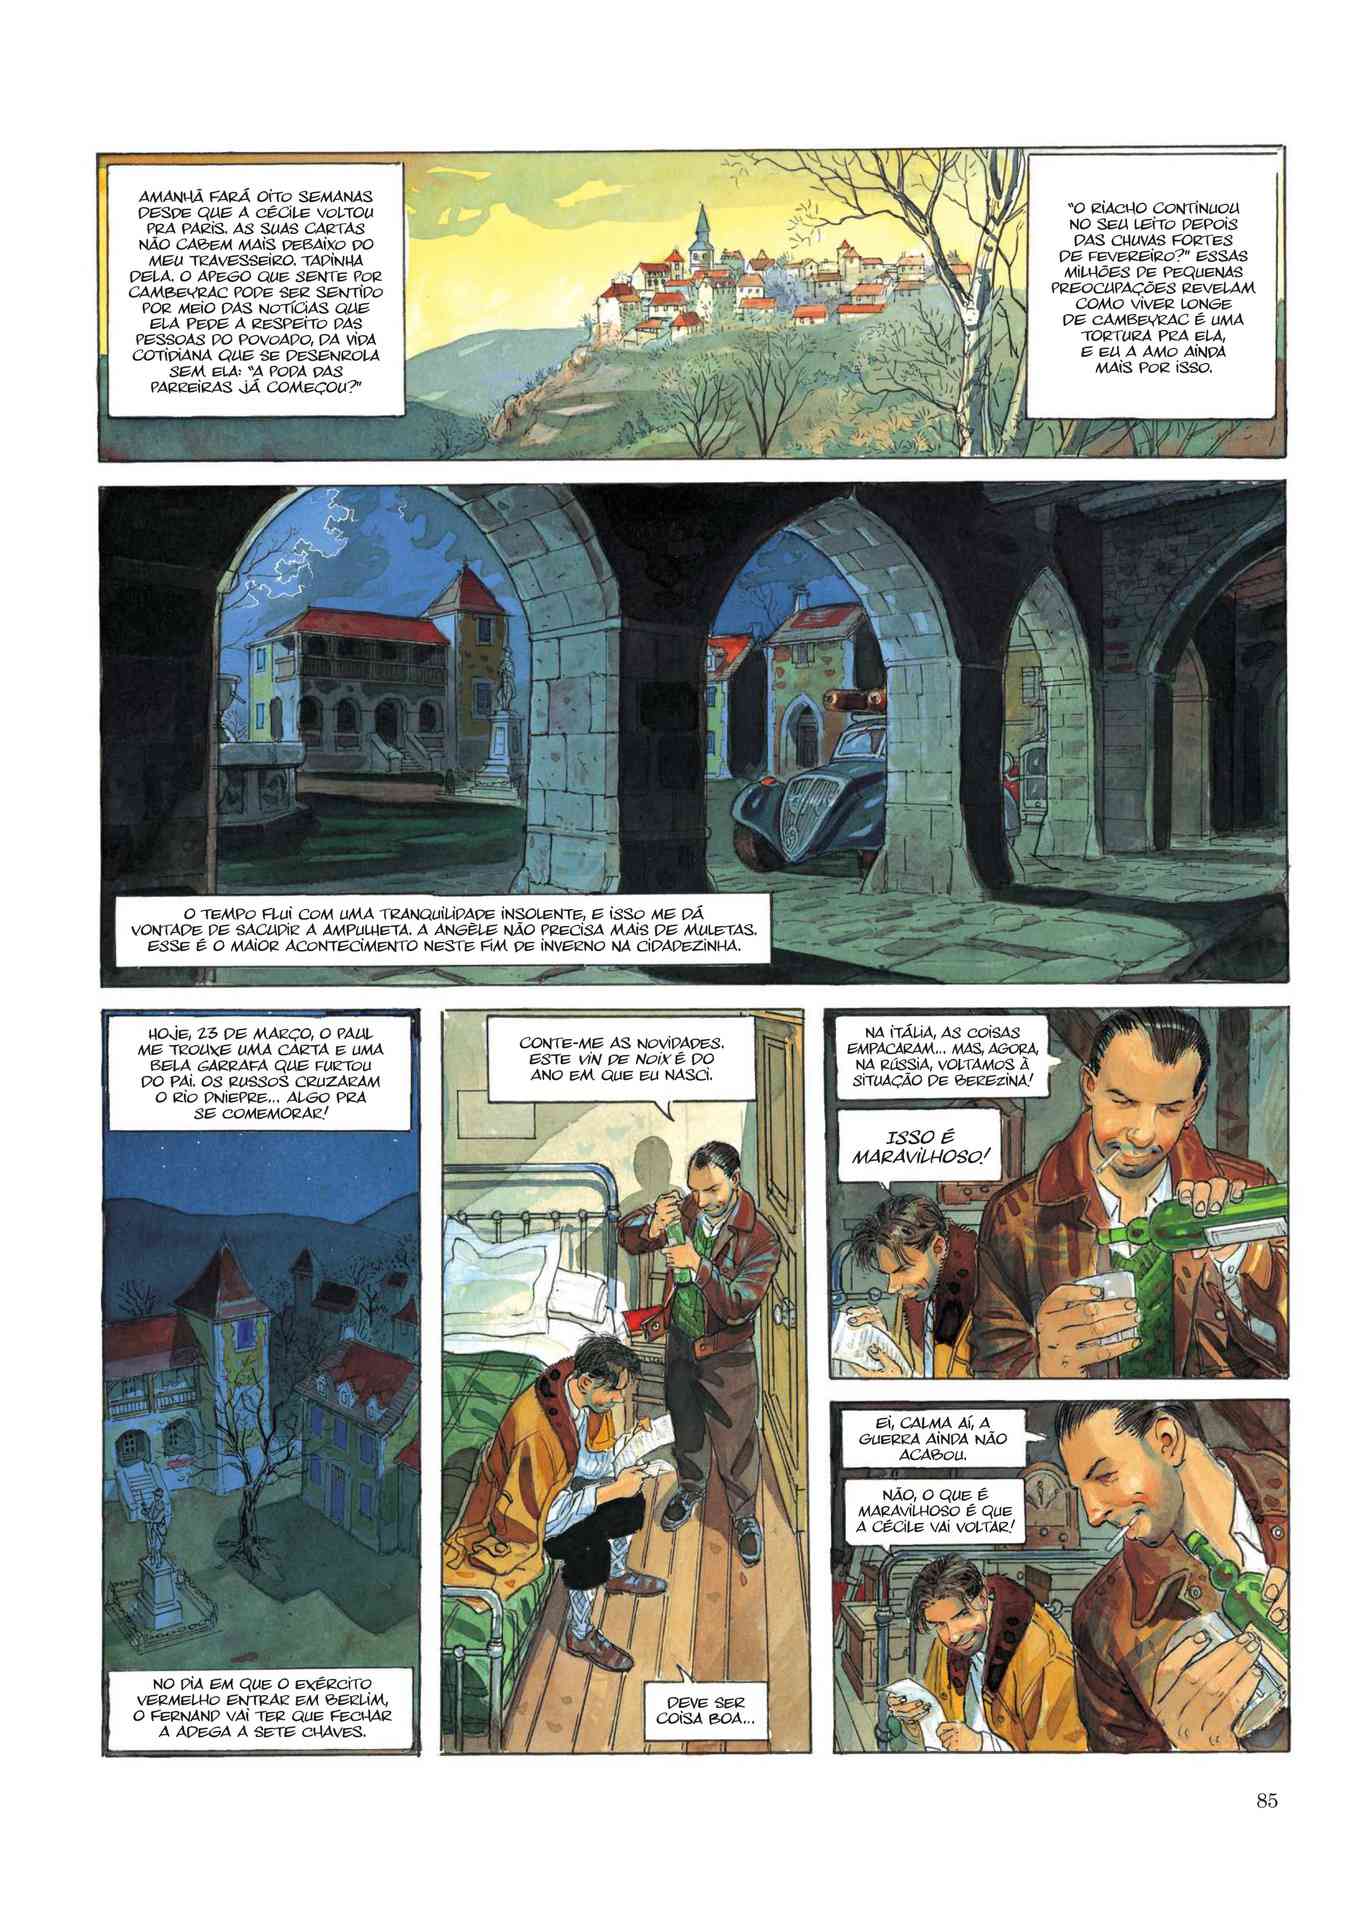 AMANHÃ FARÁ OITO SEMANAS
DESDE QUE A CÉCILE VOLTOU
PRA PARIS. AS SUAS CARTAS
NÃO CABEM MAIS DEBAIXO DO
MEU TRAVESSEIRO. TADINHA
DELA. O APEGO QUE SENTE POR
CAMBEYRAC PODE SER SENTIDO
POR MEIO DAS NOTÍCIAS QUE
ELA PEDE A RESPEITO DAS
PESSOAS DO POVOADO, DA VIDA
COTIDIANA QUE SE DESENROLA
SEM ELA: "A PODA DAS
PARREIRAS JÁ COMEÇOU?"
"O RIACHO CONTINUOU
NO SEU LEITO DEPOIS
DAS CHUVAS FORTES
DE FEVEREIRO?" ESSAS
MILHÕES DE PEQUENAS
PREOCUPAÇÕES REVELAM
COMO VIVER LONGE
DE CAMBEYRAC É UMA
TORTURA PRA ELA,
E EU A AMO AINDA
MAIS POR ISSO.
O TEMPO FLUI COM UMA TRANQUILIDADE INSOLENTE, E ISSO ME DÁ
VONTADE DE SACUDIR A AMPULHETA. A ANGÈLE NÃO PRECISA MAIS DE MULETAS.
ESSE É O MAIOR ACONTECIMENTO NESTE FIM DE INVERNO NA CIDADEZINHA.
HOJE, 23 DE MARÇO, O PAUL
ME TROUXE UMA CARTA E UMA
BELA GARRAFA QUE FURTOU
DO PAI. OS RUSSOS CRUZARAM
O RIO DNIEPRE... ALGO PRA
SE COMEMORAR!
NO DIA EM QUE O EXÉRCITO
VERMELHO ENTRAR EM BERLIM,
O FERNAND VAI TER QUE FECHAR
A ADEGA A SETE CHAVES.
CONTE-ME AS NOVIDADES.
ESTE VIN DE NOIX É DO
ANO EM QUE EU NASCI.
DEVE SER
COISA BOA...
NA ITÁLIA, AS COISAS
EMPACARAM... MAS, AGORA,
NA RÚSSIA, VOLTAMOS À
SITUAÇÃO DE BEREZINA!
ISSO É
MARAVILHOSO!
EI, CALMA AÍ, A
GUERRA AINDA NÃO
ACABOU.
NÃO, O QUE É
MARAVILHOSO É QUE
A CÉCILE VAI VOLTAR!
85